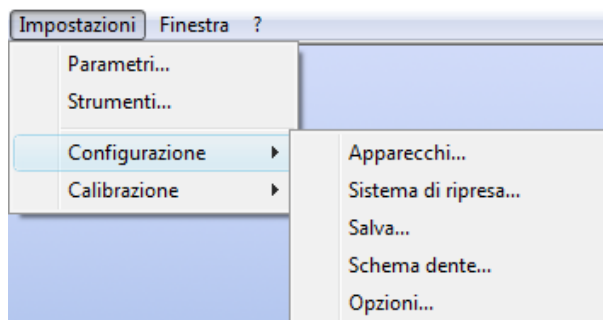 Impostazioni Finestra ?
Parametri...
Strumenti...
Configurazione
Calibrazione
Apparecchi...
Sistema di ripresa...
Salva...
Schema dente...
Opzioni...